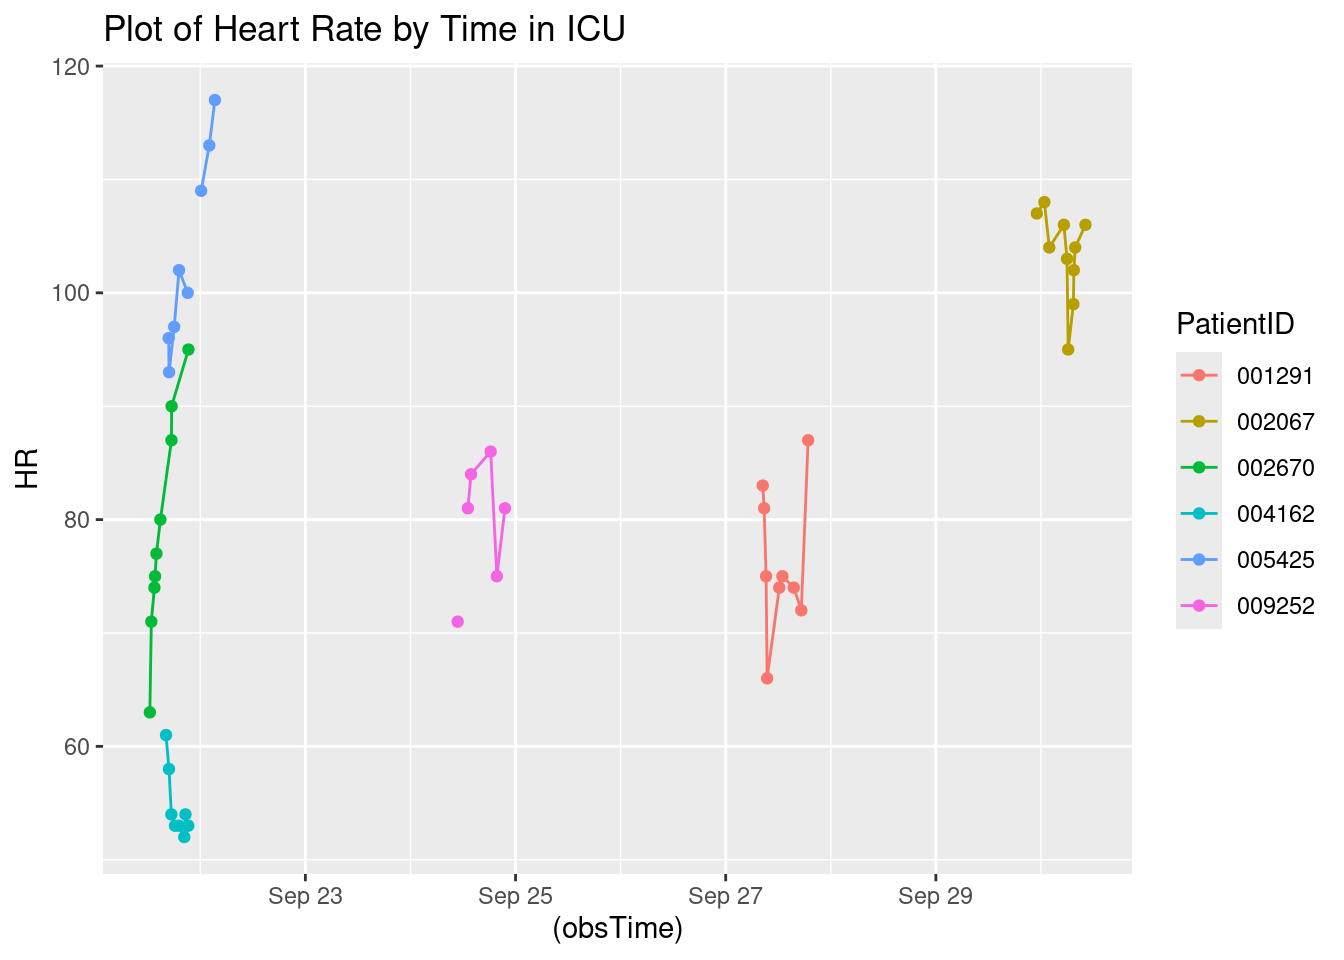 Plot of Heart Rate by Time in ICU
120
100
80
60
HR
Sep 23
Sep 25
Sep 27
Sep 29
(obsTime)
PatientID
001291
002067
002670
004162
005425
009252